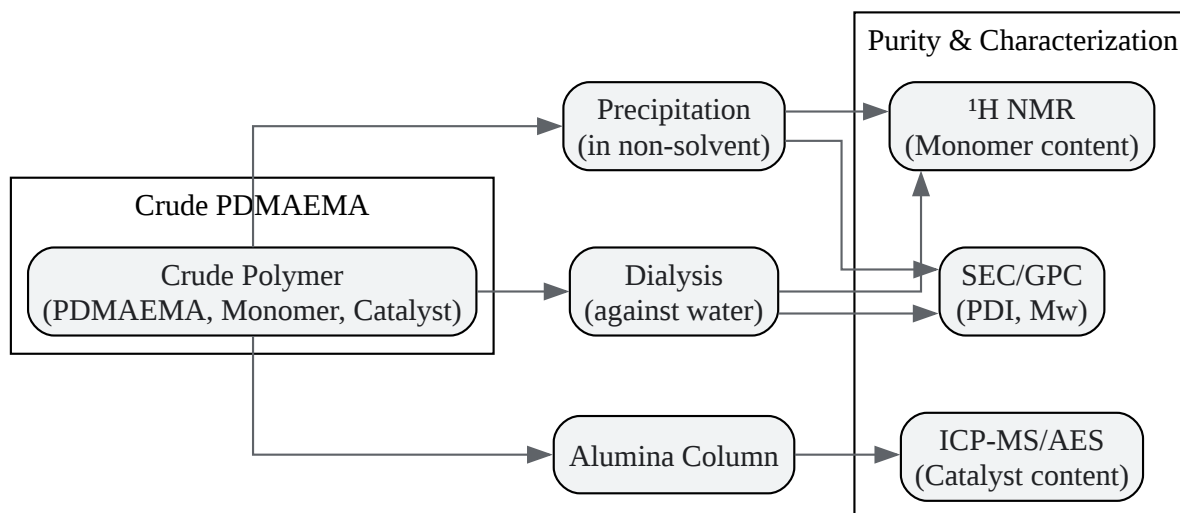 Purity & Characterization
Precipitation
(in non-solvent)
¹H NMR
(Monomer content)
Crude PDMAEMA
Crude Polymer
(PDMAEMA, Monomer, Catalyst)
Dialysis
(against water)
SEC/GPC
(PDI, Mw)
Alumina Column
ICP-MS/AES
(Catalyst content)